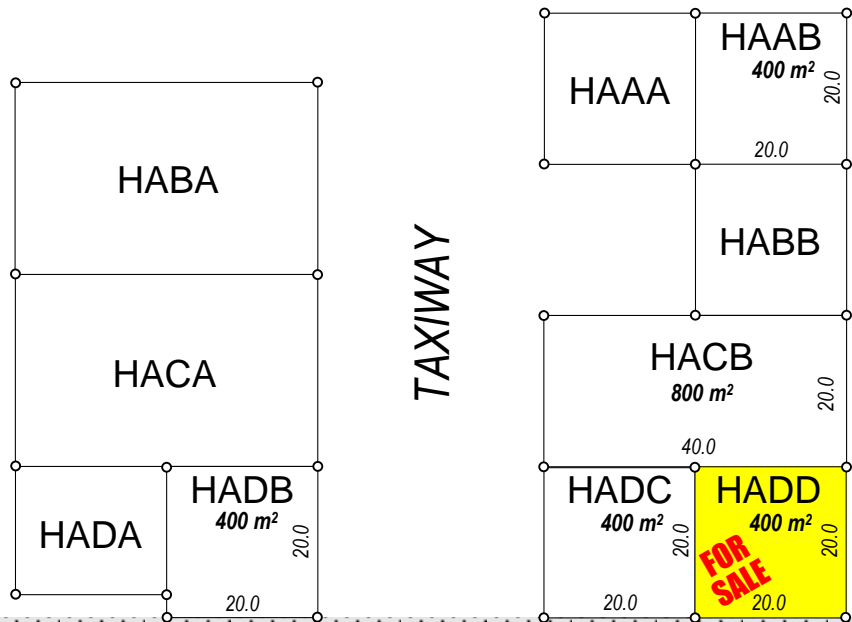 HAAB
400 m²
20.0
20.0
HAAA
HABA
HABB
TAXIWAY
HACA
HACB
800 m²
20.0
40.0
HADA
HADB
400 m²
20.0
20.0
HADC
400 m²
20.0
20.0
HADD
400 m²
20.0
FOR
SALE
20.0